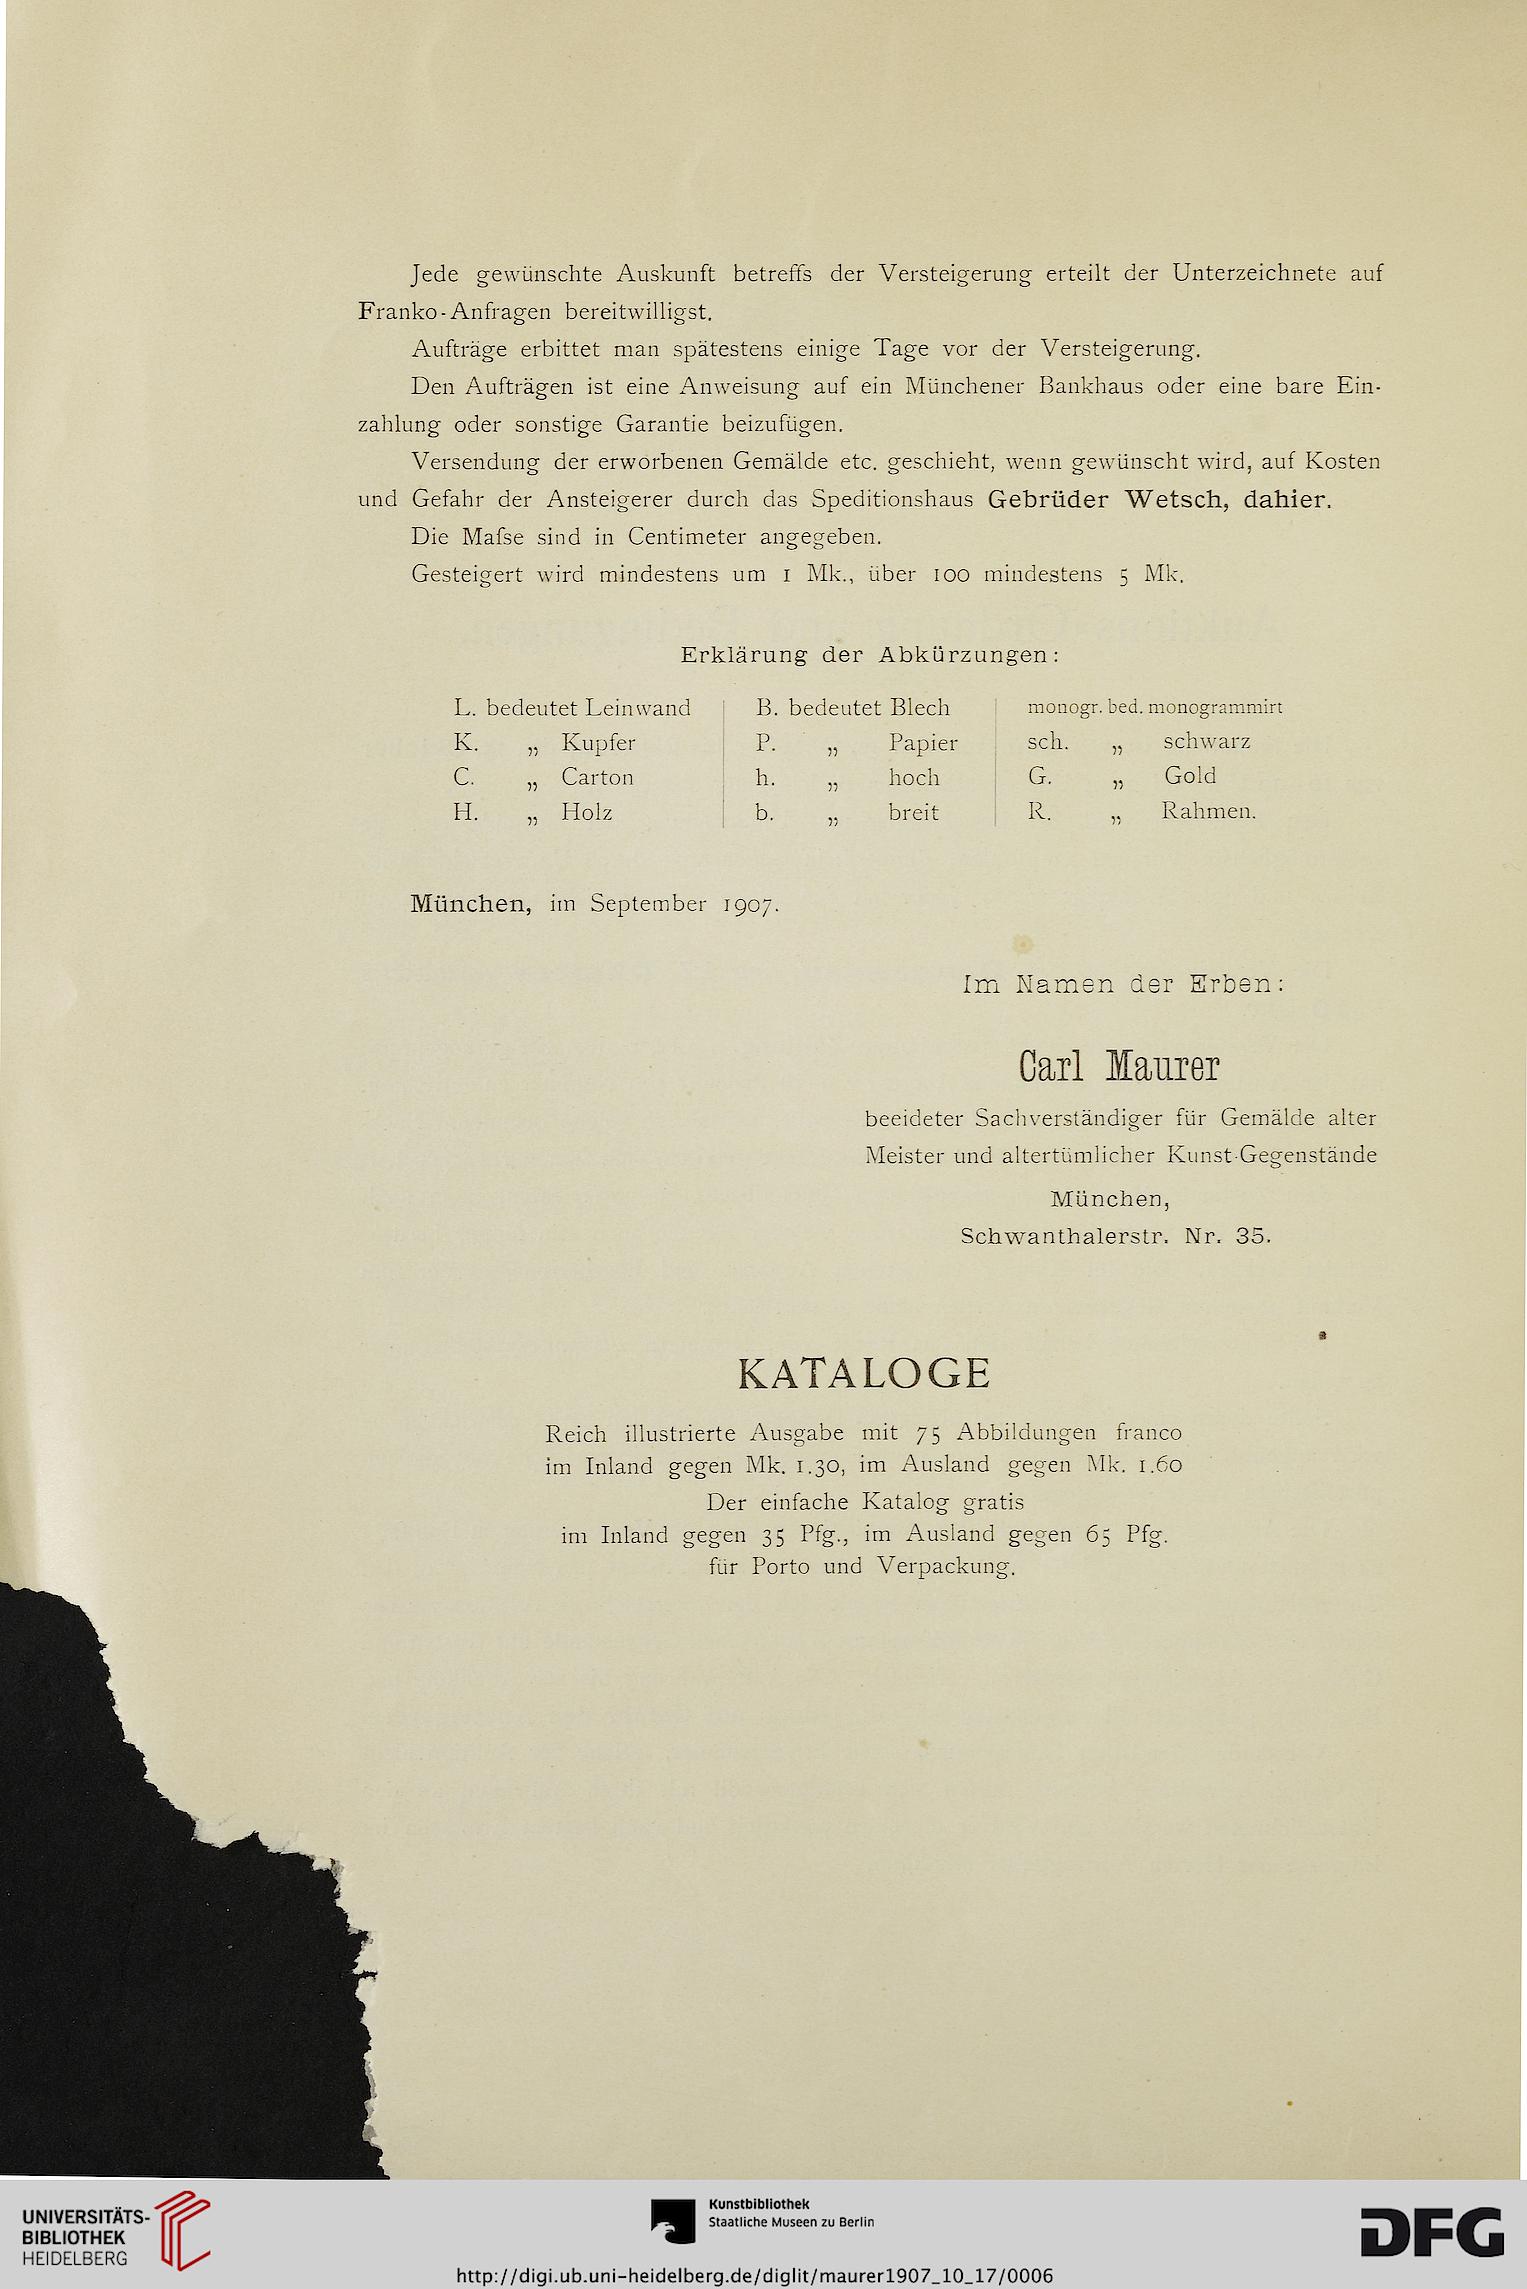 Jede gewünschte Auskunft betreffs der Versteigerung erteilt der Unterzeichnete auf
Franko-Anfragen bereitwilligst.
Aufträge erbittet man spätestens einige Tage vor der Versteigerung.
Den Aufträgen ist eine Anweisung auf ein Münchener Bankhaus oder eine bare Ein-
zahlung oder sonstige Garantie beizufügen.
Versendung der erworbenen Gemälde etc. geschieht, wenn gewünscht wird, auf Kosten
und Gefahr der Ansteigerer durch das Speditionshaus Gebrüder Wetsch, dahier.
Die Maſse sind in Centimeter angegeben.
Gesteigert wird mindestens um 1 Mk., über 100 mindestens 5 Mk.
Erklärung der Abkürzungen:
L. bedeutet Leinwand B. bedeutet Blech monogr. bed. monogrammirt
K. „ Kupfer P. „ Papier sch. „ schwarz
C. „ Carton h. „ hoch G. „ Gold
H. „ Holz b. „ breit R. „ Rahmen.
München, im September 1907.
Im Namen der Erben:
Carl Maurer
beeideter Sachverständiger für Gemälde alter
Meister und altertümlicher Kunst-Gegenstände
München,
Schwanthalerstr. Nr. 35.
KATALOGE
Reich illustrierte Ausgabe mit 75 Abbildungen franco
im Inland gegen Mk. 1.30, im Ausland gegen Mk. 1.60
Der einfache Katalog gratis
im Inland gegen 35 Pfg., im Ausland gegen 65 Pfg.
für Porto und Verpackung.
UNIVERSITÄTS-
BIBLIOTHEK
HEIDELBERG
Kunstbibliothek
Staatliche Museen zu Berlin
DFG
http://digi.ub.uni-heidelberg.de/diglit/maurer1907_10_17/0006